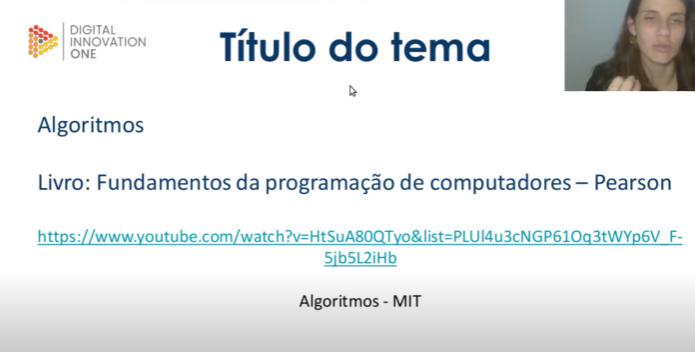 DIGITAL
INNOVATION
ONE
Título do tema
Algoritmos
Livro: Fundamentos da programação de computadores – Pearson
https://www.youtube.com/watch?v=HtSuA80QTyo&list=PLUl4u3cNGP61Oq3tWYp6V_F-
5jb5L2iHb
Algoritmos - MIT